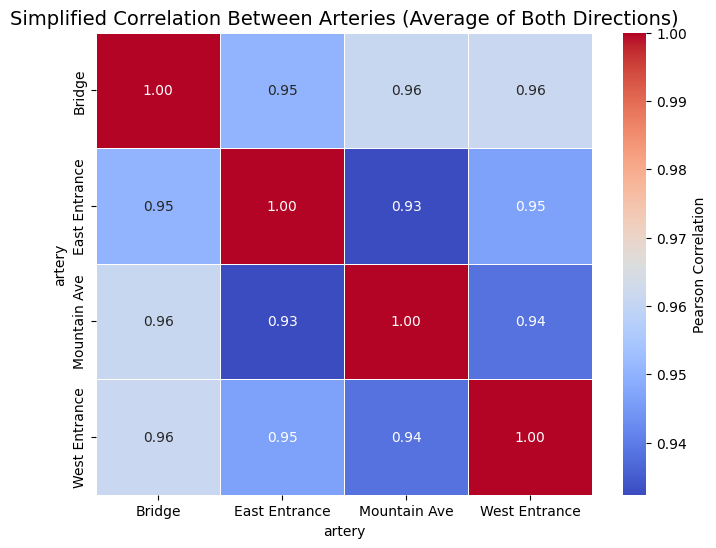 Simplified Correlation Between Arteries (Average of Both Directions)
1.00
Bridge
1.00
0.95
0.96
0.96
0.99
East Entrance
0.95
1.00
0.93
0.95
0.98
artery
0.97
Pearson Correlation
Mountain Ave
0.96
0.93
1.00
0.94
0.96
0.95
West Entrance
0.96
0.95
0.94
1.00
0.94
Bridge
East Entrance
Mountain Ave
West Entrance
artery